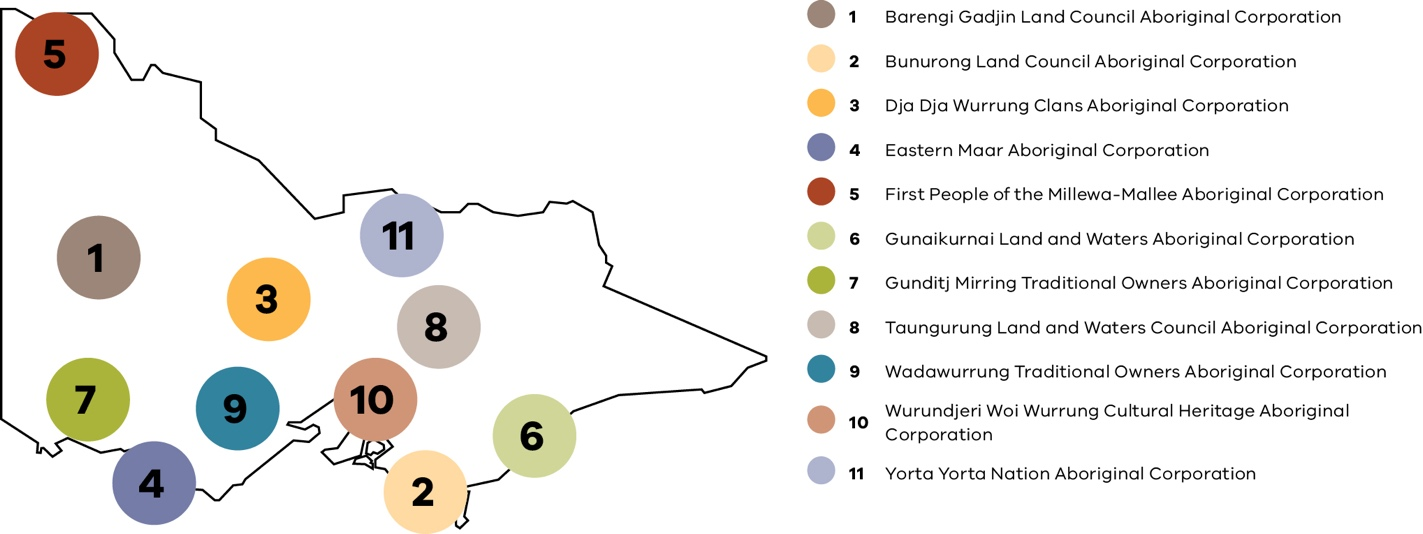 5
11
1
3
8
7
9
10
6
4
2
1 Barengi Gadjin Land Council Aboriginal Corporation
2 Bunurong Land Council Aboriginal Corporation
3 Dja Dja Wurrung Clans Aboriginal Corporation
4 Eastern Maar Aboriginal Corporation
5 First People of the Millewa-Mallee Aboriginal Corporation
6 Gunaikurnai Land and Waters Aboriginal Corporation
7 Gunditj Mirring Traditional Owners Aboriginal Corporation
8 Taungurung Land and Waters Council Aboriginal Corporation
9 Wadawurrung Traditional Owners Aboriginal Corporation
10 Wurundjeri Woi Wurrung Cultural Heritage Aboriginal
Corporation
11 Yorta Yorta Nation Aboriginal Corporation